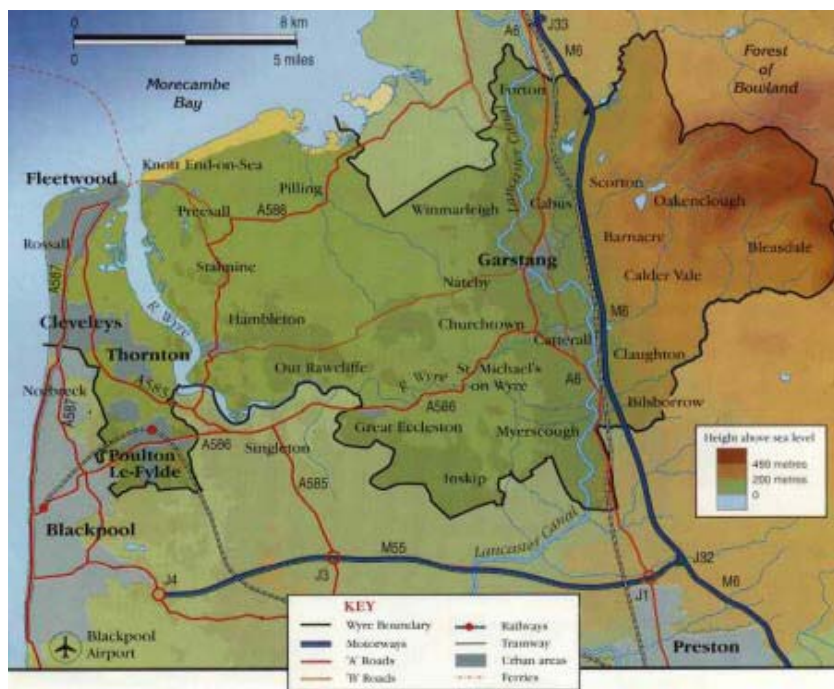 0 8 km
0 5 miles
Morecambe
Bay
A6
J33
M6
Forest
of
Bowland
Forton
Lancaster Canal
Knott End-on-Sea
Fleetwood
Pilling
Preesall
A586
Winmarleigh
Cabus
Scorton
Oakenclough
Rossall
Stalmine
Barnacre
Bleasdale
Garstang
Nateby
Calder Vale
A587
R. Wyre
Hambleton
Churchtown
M6
Cleveleys
Catterall
Thornton
Out Rawcliffe
Claughton
R. Wyre
St. Michael's
on Wyre
A6
Norbreck
A585
A587
A586
Bilsborrow
Great Eccleston
Myerscough
A586
Singleton
Poulton
Le-Fylde
Inskip
A585
Height above sea level
450 metres
200 metres
0
Blackpool
Lancaster Canal
M55
J32
J4
J3
J1
M6
Blackpool
Airport
Preston
KEY
Wyre Boundary
Motorways
'A' Roads
'B' Roads
Railways
Tramway
Urban areas
Ferries